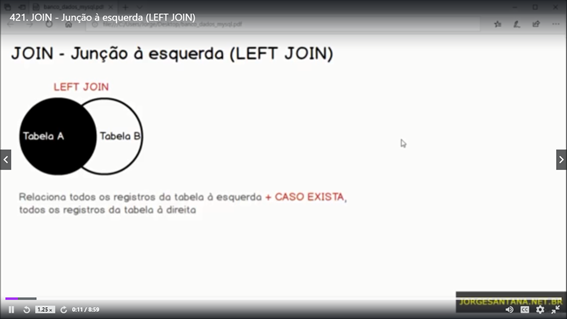 421. JOIN - Junção à esquerda (LEFT JOIN)
JOIN - Junção à esquerda (LEFT JOIN)
LEFT JOIN
Tabela A
Tabela B
Relaciona todos os registros da tabela à esquerda + CASO EXISTA,
todos os registros da tabela à direita
JORGESANTANA.NET.BR
1.25x
0:11 / 8:59